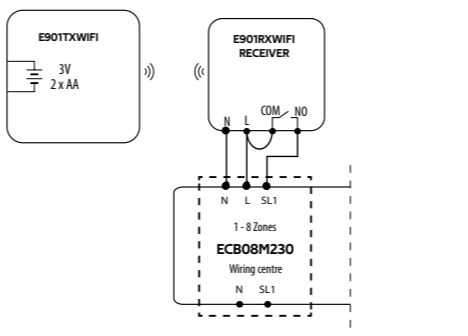 E901TXWIFI
3V
2 x AA
E901RXWIFI
RECEIVER
N L COM NO
N L SL1
1 - 8 Zones
ECB08M230
Wiring centre
N SL1